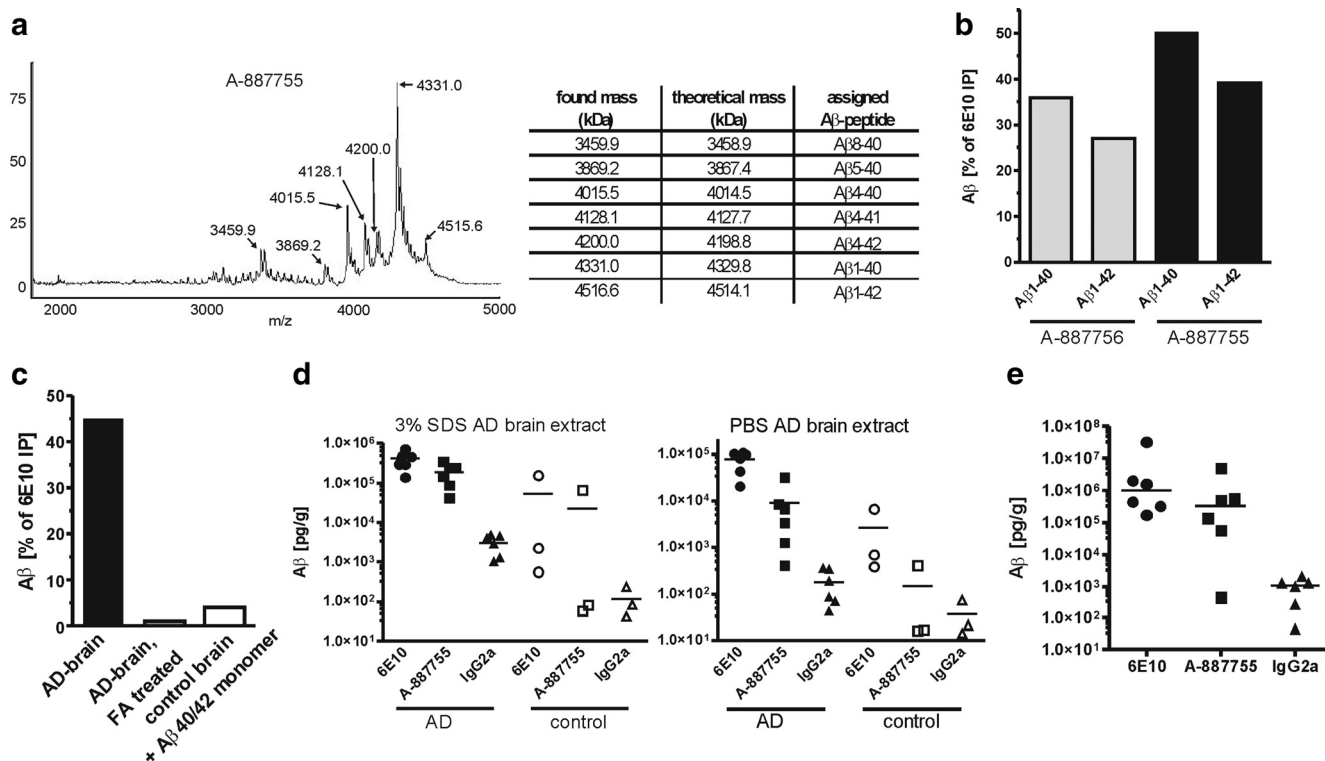 a
A-887755
75
50
25
0
2000
3000
4000
5000
m/z
3459.9
3869.2
4015.5
4128.1
4200.0
4331.0
4515.6
found mass (kDa) theoretical mass (kDa) assigned Aβ-peptide
3459.9 3458.9 Aβ8-40
3869.2 3867.4 Aβ5-40
4015.5 4014.5 Aβ4-40
4128.1 4127.7 Aβ4-41
4200.0 4198.8 Aβ4-42
4331.0 4329.8 Aβ1-40
4516.6 4514.1 Aβ1-42
b
Aβ [% of 6E10 IP]
50
40
30
20
10
0
Aβ1-40
Aβ1-42
Aβ1-40
Aβ1-42
A-887756
A-887755
c
Aβ [% of 6E10 IP]
50
45
40
30
20
10
5
0
AD-brain
AD-brain,
FA treated
control brain
+ Aβ 40/42 monomer
d
3% SDS AD brain extract
Aβ [pg/g]
1.0×10⁶
1.0×10⁵
1.0×10⁴
1.0×10³
1.0×10²
1.0×10¹
6E10
A-887755
IgG2a
6E10
A-887755
IgG2a
AD
control
PBS AD brain extract
1.0×10⁵
1.0×10⁴
1.0×10³
1.0×10²
1.0×10¹
6E10
A-887755
IgG2a
6E10
A-887755
IgG2a
AD
control
e
Aβ [pg/g]
1.0×10⁸
1.0×10⁷
1.0×10⁶
1.0×10⁵
1.0×10⁴
1.0×10³
1.0×10²
1.0×10¹
6E10
A-887755
IgG2a